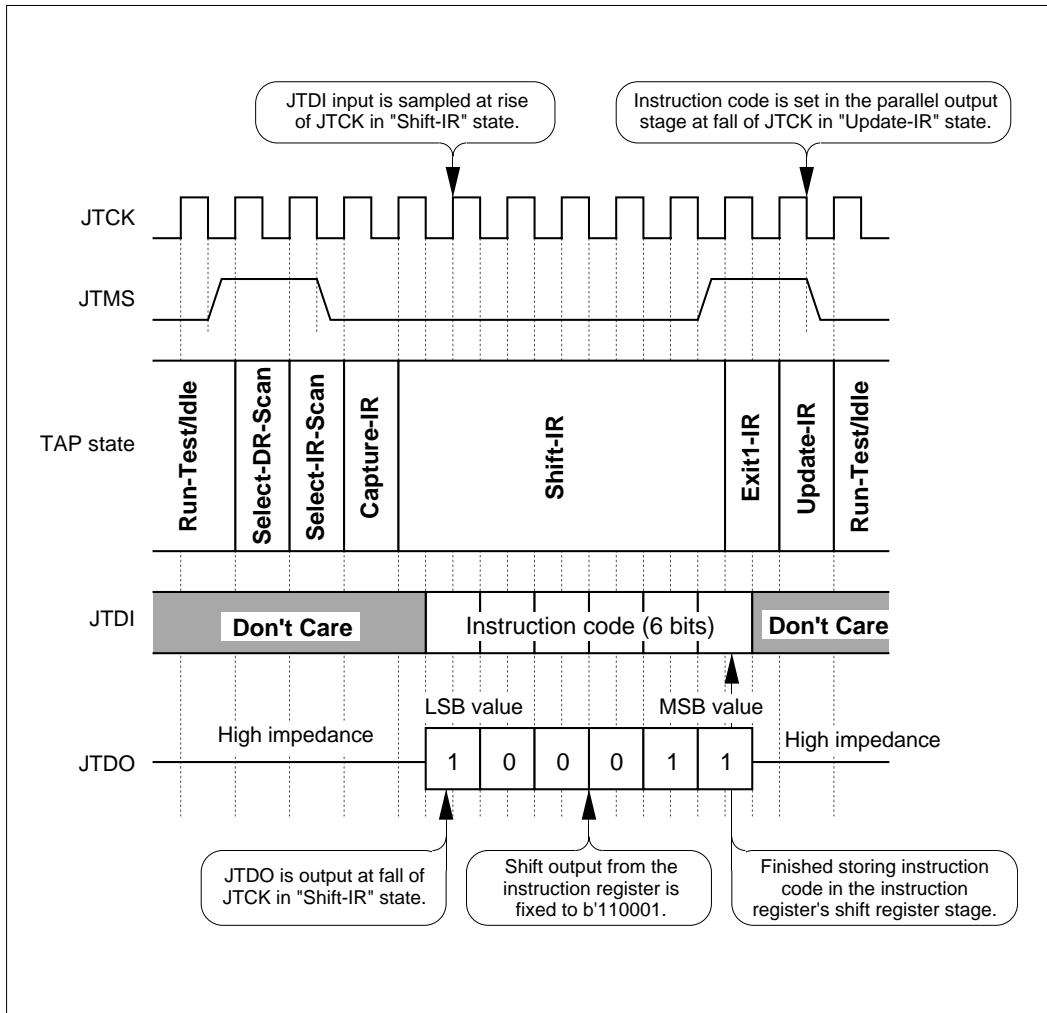 JTDI input is sampled at rise
of JTCK in "Shift-IR" state.
Instruction code is set in the parallel output
stage at fall of JTCK in "Update-IR" state.
JTCK
JTMS
TAP state
Run-Test/Idle
Select-DR-Scan
Select-IR-Scan
Capture-IR
Shift-IR
Exit1-IR
Update-IR
Run-Test/Idle
JTDI
Don't Care
Instruction code (6 bits)
Don't Care
LSB value
MSB value
High impedance
High impedance
JTDO
1 0 0 0 1 1
JTDO is output at fall of
JTCK in "Shift-IR" state.
Shift output from the
instruction register is
fixed to b'110001.
Finished storing instruction
code in the instruction
register's shift register stage.